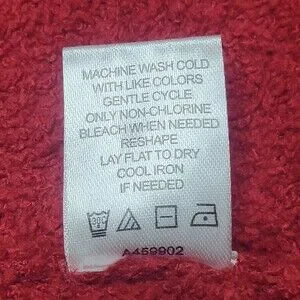 MACHINE WASH COLD
WITH LIKE COLORS
GENTLE CYCLE
ONLY NON-CHLORINE
BLEACH WHEN NEEDED
RESHAPE
LAY FLAT TO DRY
COOL IRON
IF NEEDED
A459902